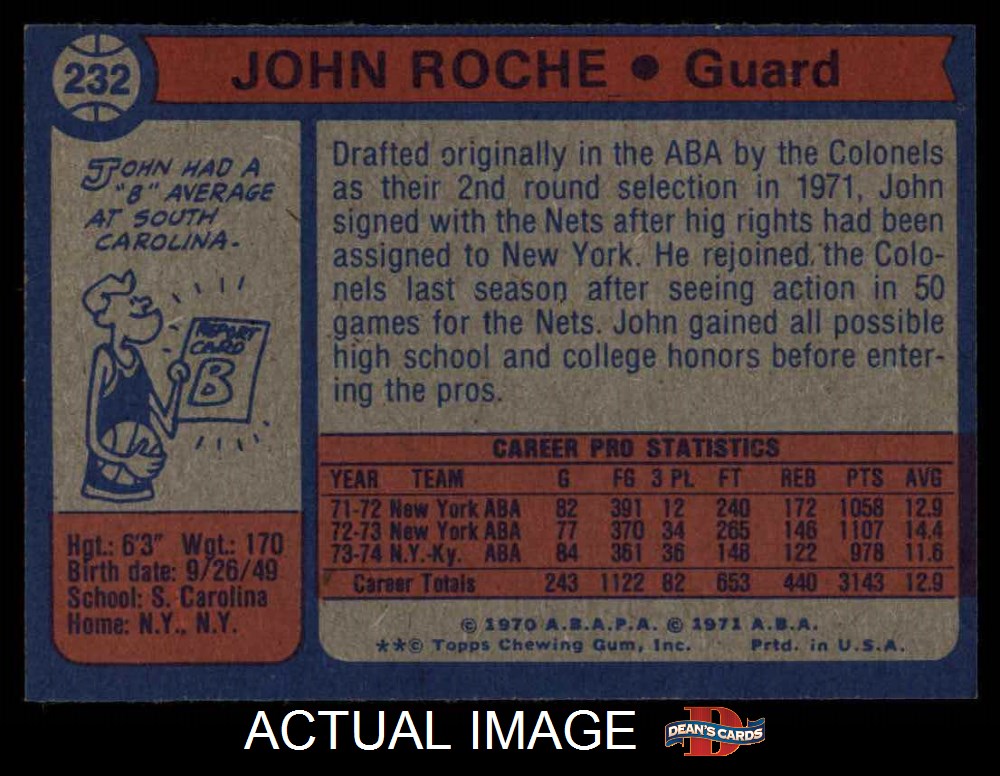 232
JOHN ROCHE • Guard
JOHN HAD A
"B" AVERAGE
AT SOUTH
CAROLINA.
REPORT
CARD
B
Hgt.: 6'3" Wgt.: 170
Birth date: 9/26/49
School: S. Carolina
Home: N.Y., N.Y.
Drafted originally in the ABA by the Colonels
as their 2nd round selection in 1971, John
signed with the Nets after hig rights had been
assigned to New York. He rejoined the Colo-
nels last season after seeing action in 50
games for the Nets. John gained all possible
high school and college honors before enter-
ing the pros.
CAREER PRO STATISTICS
YEAR TEAM G FG 3 Pt. FT REB PTS AVG
71-72 New York ABA 82 391 12 240 172 1058 12.9
72-73 New York ABA 77 370 34 265 146 1107 14.4
73-74 N.Y.-Ky. ABA 84 361 36 148 122 978 11.6
Career Totals 243 1122 82 653 440 3143 12.9
© 1970 A.B.A.P.A. © 1971 A.B.A.
**© Topps Chewing Gum, Inc. Prtd. in U.S.A.
ACTUAL IMAGE
D
DEAN'S CARDS